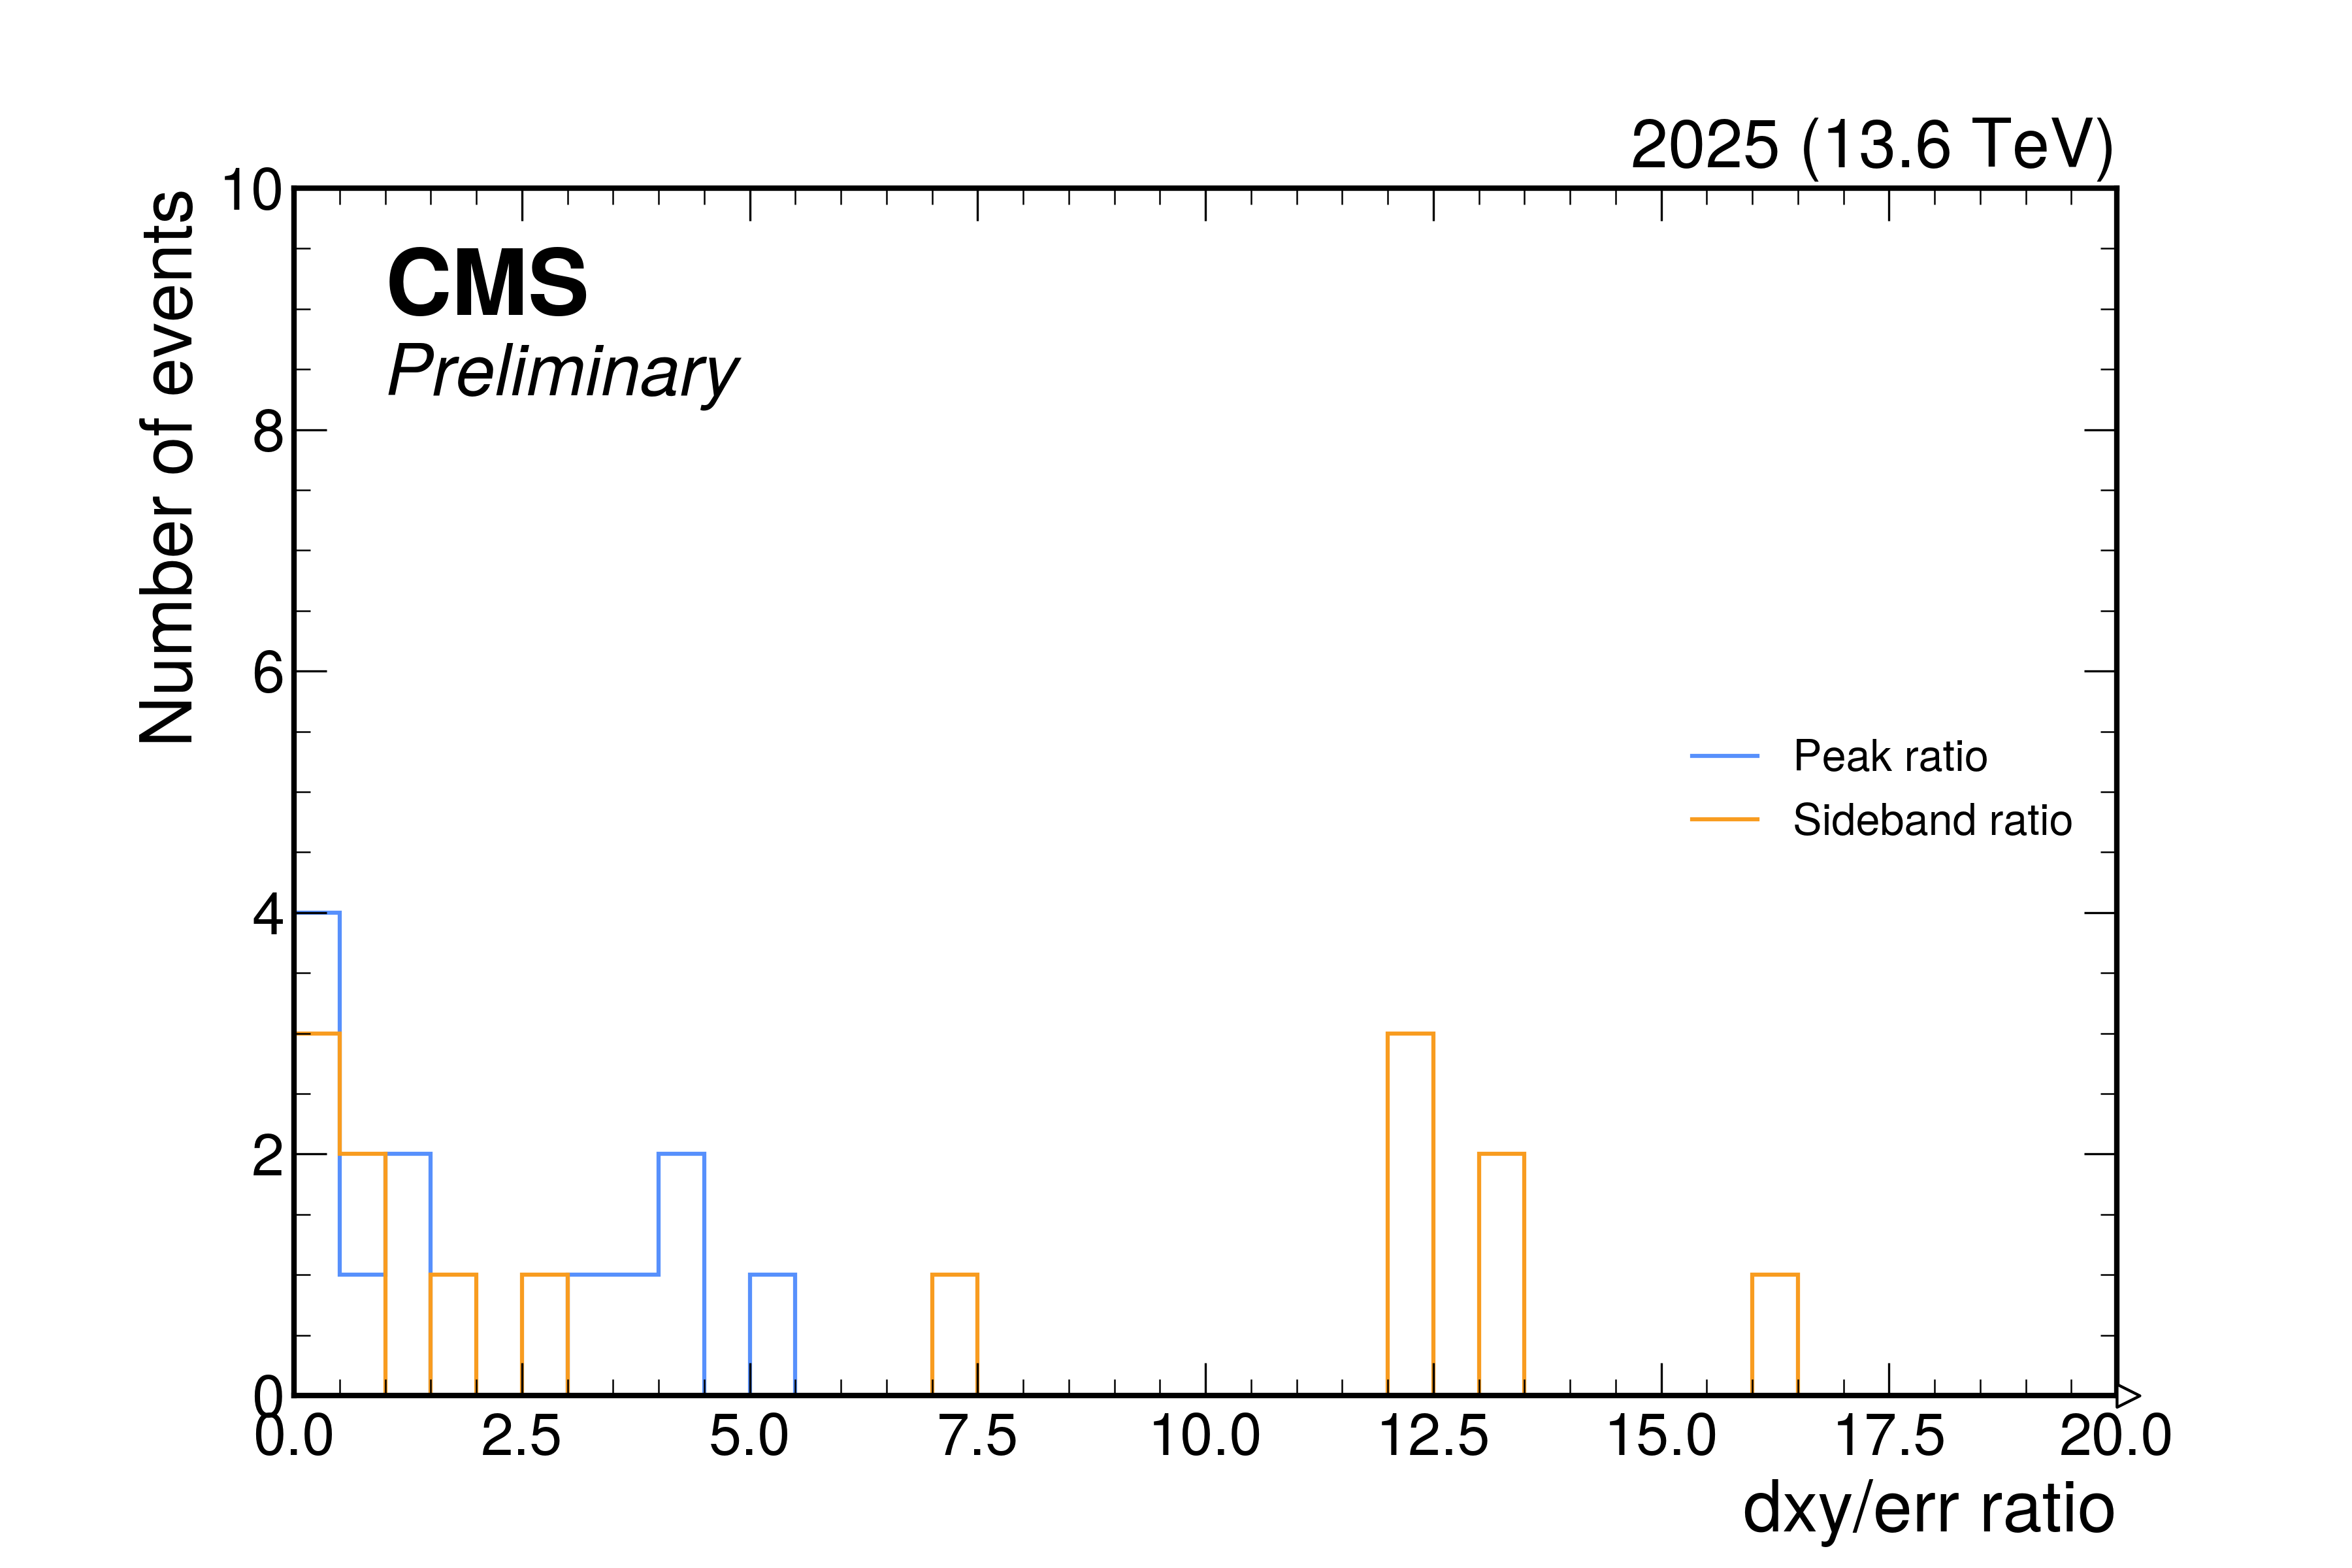 2025 (13.6 TeV)
CMS
Preliminary
Number of events
10
8
6
4
2
0
Peak ratio
Sideband ratio
0.0 2.5 5.0 7.5 10.0 12.5 15.0 17.5 20.0
dxy/err ratio